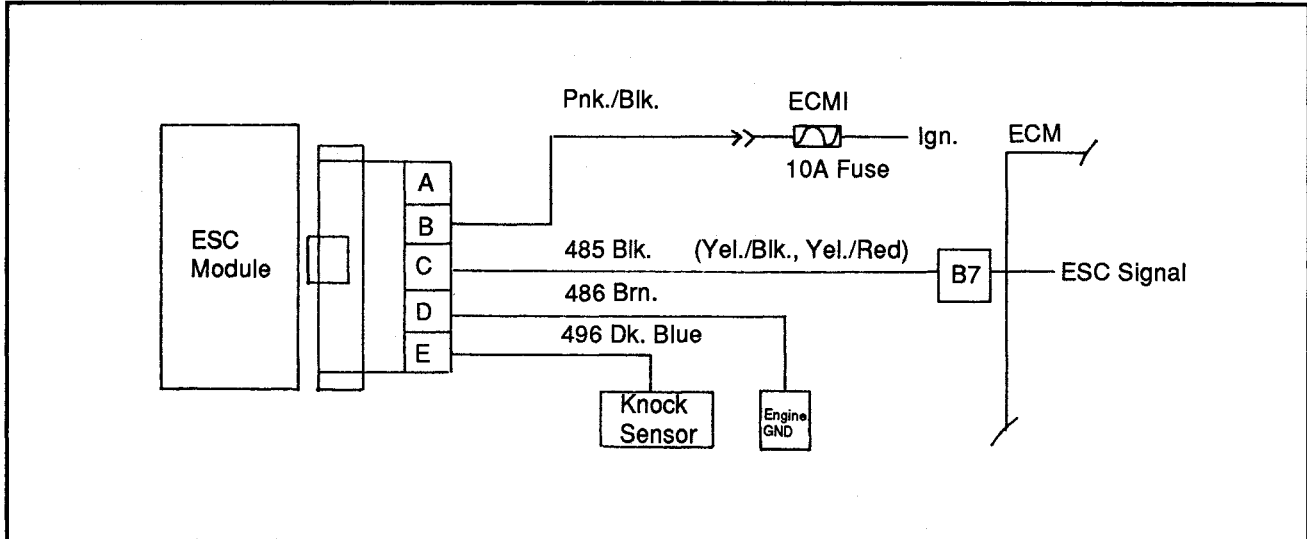 Pnk./Blk.
ECMI
Ign.
ECM
10A Fuse
A
B
C
D
E
ESC
Module
485 Blk. (Yel./Blk., Yel./Red)
B7
ESC Signal
486 Brn.
496 Dk. Blue
Knock
Sensor
Engine
GND